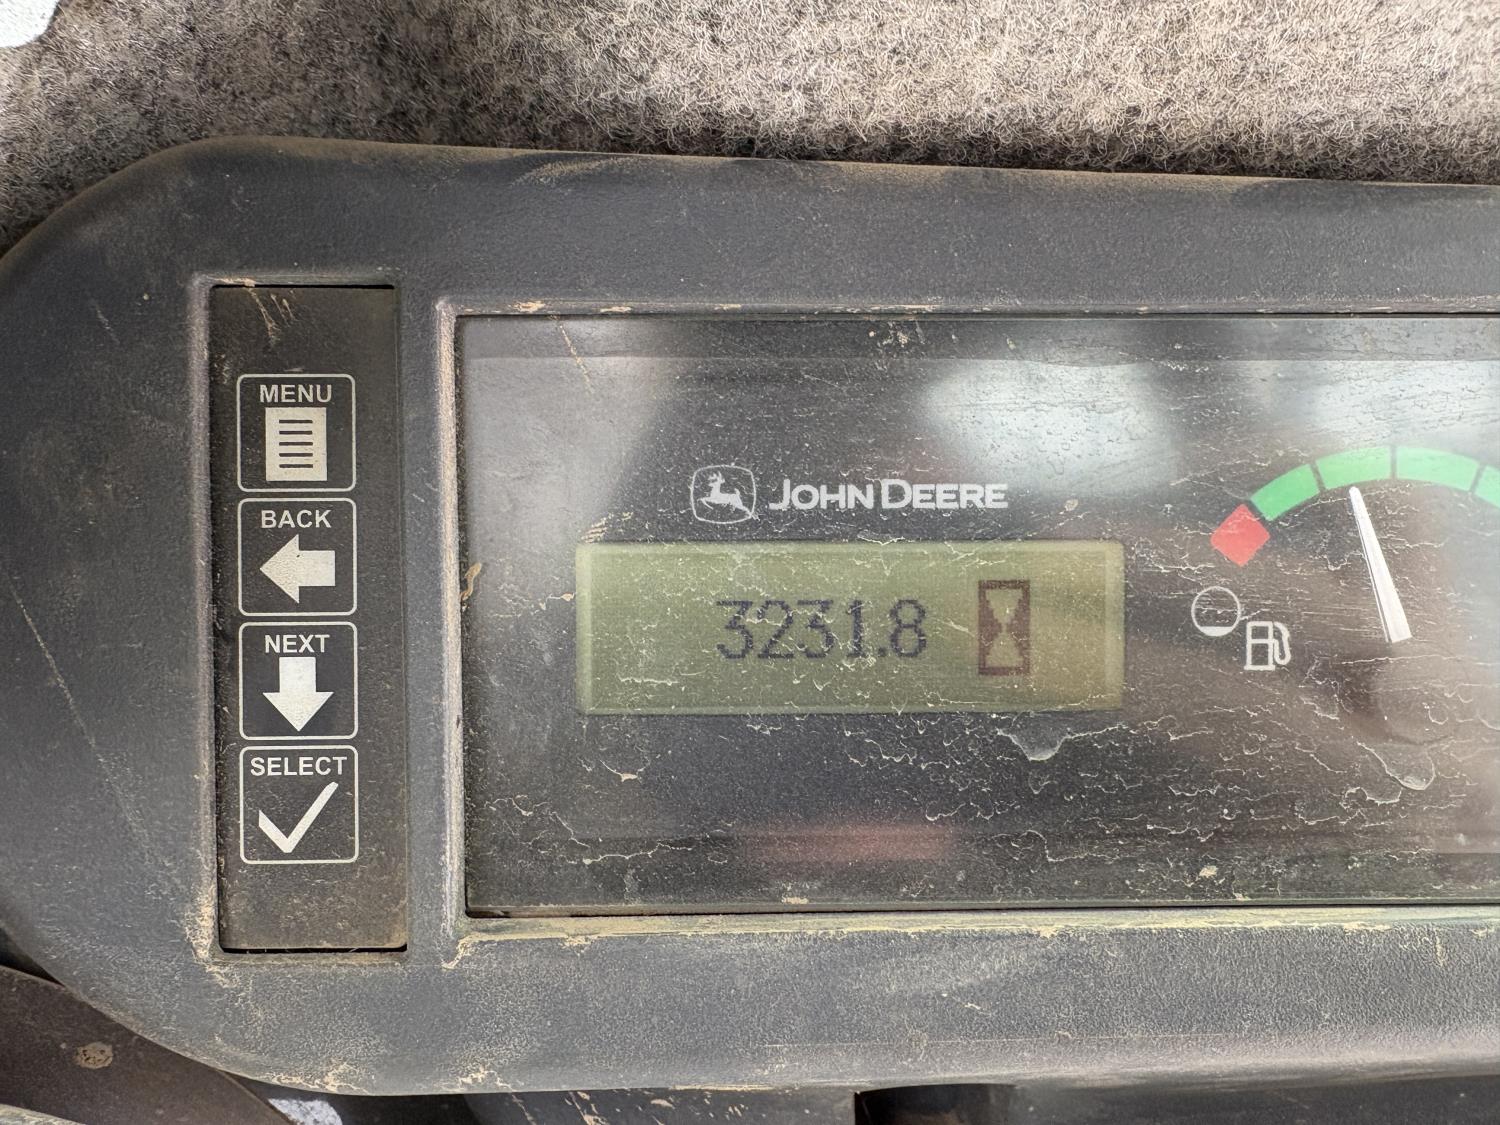 MENU
BACK
NEXT
SELECT
JOHN DEERE
3231.8